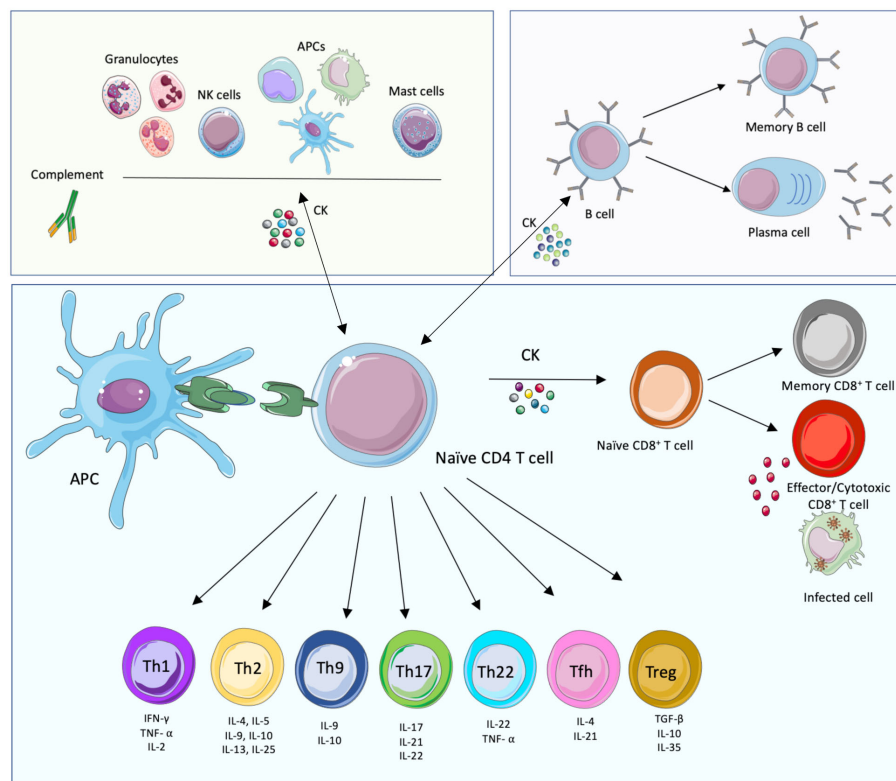 Granulocytes
APCs
NK cells
Mast cells
Complement
CK
Memory B cell
B cell
CK
Plasma cell
APC
Naïve CD4 T cell
CK
Naïve CD8⁺ T cell
Memory CD8⁺ T cell
Effector/Cytotoxic
CD8⁺ T cell
Infected cell
Th1
IFN-γ
TNF- α
IL-2
Th2
IL-4, IL-5
IL-9, IL-10
IL-13, IL-25
Th9
IL-9
IL-10
Th17
IL-17
IL-21
IL-22
Th22
IL-22
TNF- α
Tfh
IL-4
IL-21
Treg
TGF-β
IL-10
IL-35